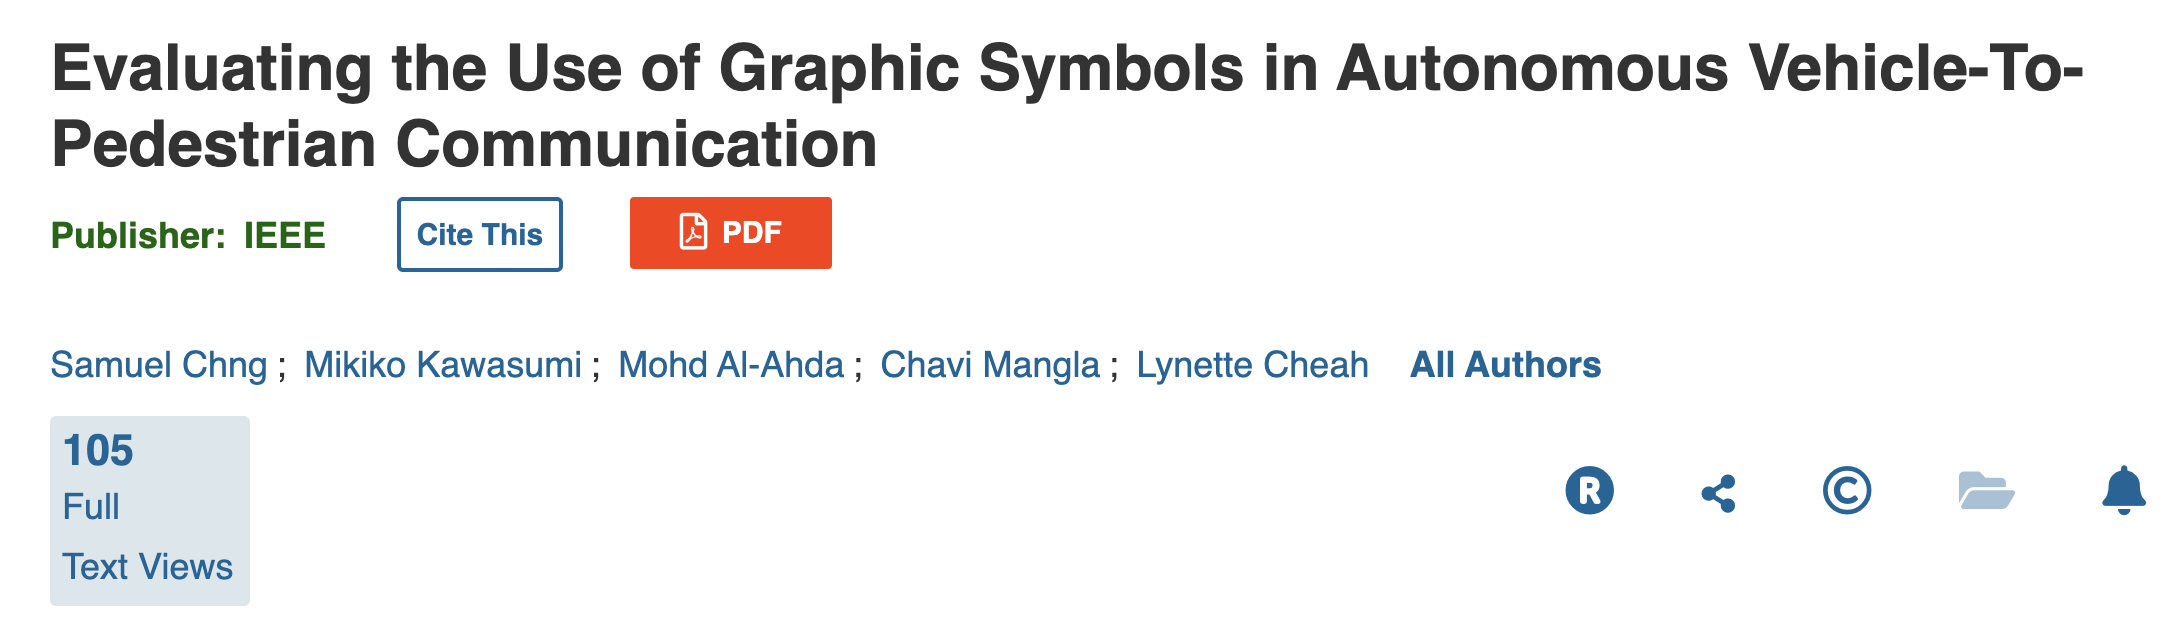 Evaluating the Use of Graphic Symbols in Autonomous Vehicle-To-
Pedestrian Communication
Publisher: IEEE Cite This PDF
Samuel Chng ; Mikiko Kawasumi ; Mohd Al-Ahda ; Chavi Mangla ; Lynette Cheah All Authors
105
Full
Text Views
R ©